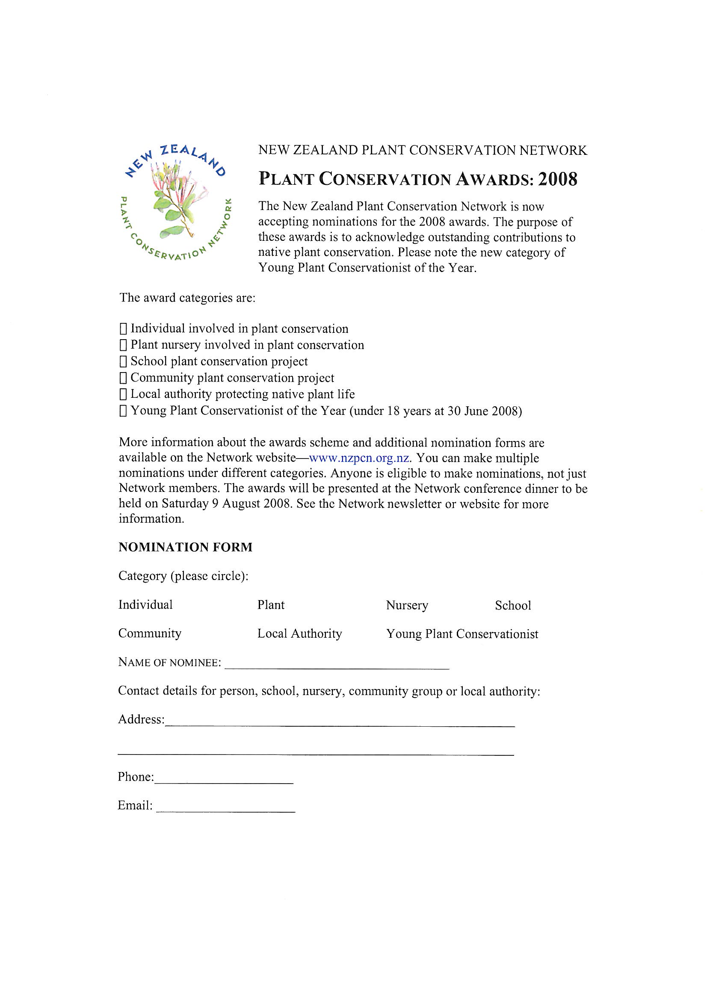 NEW ZEALAND
PLANT CONSERVATION NETWORK
NEW ZEALAND PLANT CONSERVATION NETWORK
PLANT CONSERVATION AWARDS: 2008
The New Zealand Plant Conservation Network is now
accepting nominations for the 2008 awards. The purpose of
these awards is to acknowledge outstanding contributions to
native plant conservation. Please note the new category of
Young Plant Conservationist of the Year.
The award categories are:
Individual involved in plant conservation
Plant nursery involved in plant conservation
School plant conservation project
Community plant conservation project
Local authority protecting native plant life
Young Plant Conservationist of the Year (under 18 years at 30 June 2008)
More information about the awards scheme and additional nomination forms are
available on the Network website—www.nzpcn.org.nz. You can make multiple
nominations under different categories. Anyone is eligible to make nominations, not just
Network members. The awards will be presented at the Network conference dinner to be
held on Saturday 9 August 2008. See the Network newsletter or website for more
information.
NOMINATION FORM
Category (please circle):
Individual Plant Nursery School
Community Local Authority Young Plant Conservationist
NAME OF NOMINEE:
Contact details for person, school, nursery, community group or local authority:
Address:
Phone:
Email: